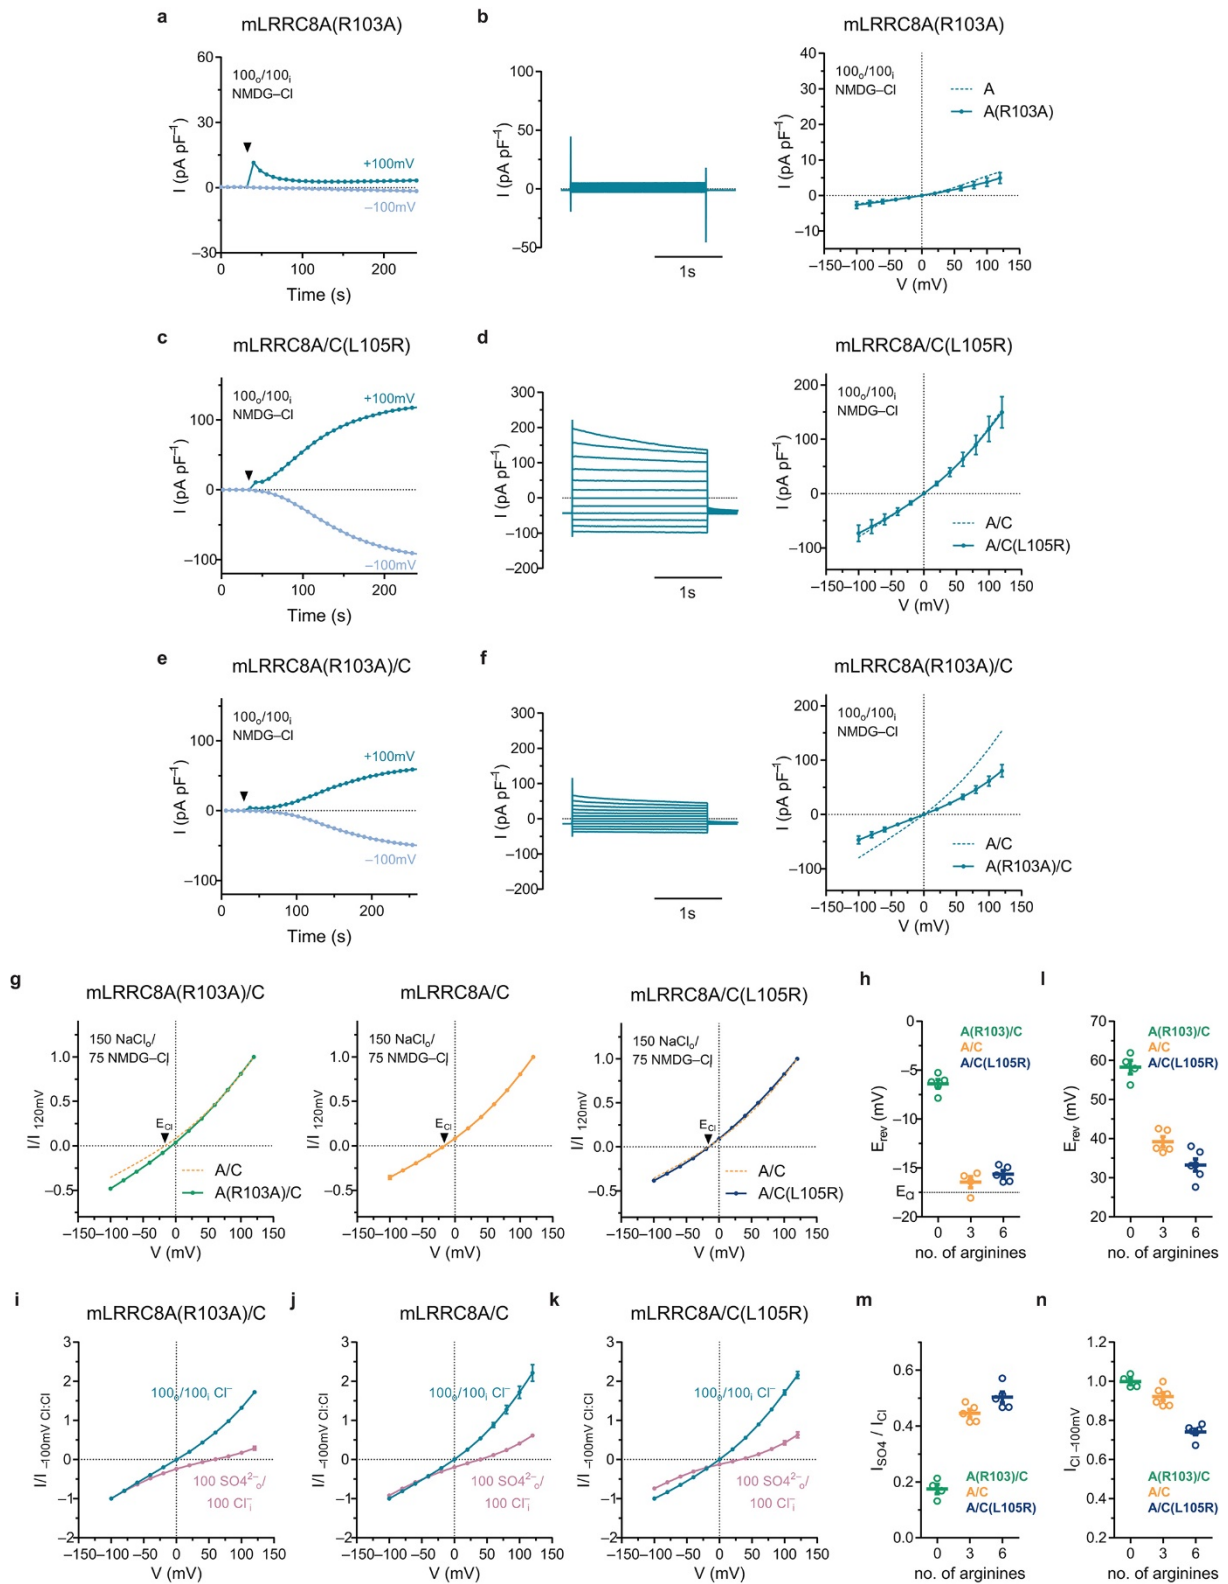 a
mLRRC8A(R103A)
60
30
0
−30
I (pA pF⁻¹)
100ₒ/100ᵢ
NMDG–Cl
+100mV
−100mV
0 100 200
Time (s)
b
100
50
0
−50
I (pA pF⁻¹)
1s
mLRRC8A(R103A)
40
30
20
10
0
−10
I (pA pF⁻¹)
100ₒ/100ᵢ
NMDG–Cl
A
A(R103A)
−150−100 −50 0 50 100 150
V (mV)
c
mLRRC8A/C(L105R)
100
0
−100
I (pA pF⁻¹)
100ₒ/100ᵢ
NMDG–Cl
+100mV
−100mV
0 100 200
Time (s)
d
300
200
100
0
−100
−200
I (pA pF⁻¹)
1s
mLRRC8A/C(L105R)
200
100
0
−100
I (pA pF⁻¹)
100ₒ/100ᵢ
NMDG–Cl
A/C
A/C(L105R)
−150−100 −50 0 50 100 150
V (mV)
e
mLRRC8A(R103A)/C
100
0
−100
I (pA pF⁻¹)
100ₒ/100ᵢ
NMDG–Cl
+100mV
−100mV
0 100 200
Time (s)
f
300
200
100
0
−100
−200
I (pA pF⁻¹)
1s
mLRRC8A(R103A)/C
200
100
0
−100
I (pA pF⁻¹)
100ₒ/100ᵢ
NMDG–Cl
A/C
A(R103A)/C
−150−100 −50 0 50 100 150
V (mV)
g
mLRRC8A(R103A)/C
1.0
0.5
0.0
−0.5
I/I 120mV
150 NaClₒ/
75 NMDG–Clᵢ
E_Cl
A/C
A(R103A)/C
−150−100 −50 0 50 100 150
V (mV)
mLRRC8A/C
1.0
0.5
0.0
−0.5
150 NaClₒ/
75 NMDG–Clᵢ
E_Cl
−150−100 −50 0 50 100 150
V (mV)
mLRRC8A/C(L105R)
1.0
0.5
0.0
−0.5
I/I 120mV
150 NaClₒ/
75 NMDG–Clᵢ
E_Cl
A/C
A/C(L105R)
−150−100 −50 0 50 100 150
V (mV)
h
0
−5
−10
−15
−20
E_Cl
E_rev (mV)
A(R103)/C
A/C
A/C(L105R)
0 3 6
no. of arginines
l
70
60
50
40
30
20
E_rev (mV)
A(R103)/C
A/C
A/C(L105R)
0 3 6
no. of arginines
i
mLRRC8A(R103A)/C
3
2
1
0
−1
−2
I/I −100mV Cl:Cl
100ₒ/100ᵢ Cl⁻
100 SO4²⁻ₒ/
100 Cl⁻ᵢ
−150−100 −50 0 50 100 150
V (mV)
j
mLRRC8A/C
3
2
1
0
−1
−2
I/I −100mV Cl:Cl
100ₒ/100ᵢ Cl⁻
100 SO4²⁻ₒ/
100 Cl⁻ᵢ
−150−100 −50 0 50 100 150
V (mV)
k
mLRRC8A/C(L105R)
3
2
1
0
−1
−2
I/I −100mV Cl:Cl
100ₒ/100ᵢ Cl⁻
100 SO4²⁻ₒ/
100 Cl⁻ᵢ
−150−100 −50 0 50 100 150
V (mV)
m
0.6
0.4
0.2
0.0
I_SO4 / I_Cl
A(R103)/C
A/C
A/C(L105R)
0 3 6
no. of arginines
n
1.2
1.0
0.8
0.6
0.4
0.2
I_Cl −100mV
A(R103)/C
A/C
A/C(L105R)
0 3 6
no. of arginines